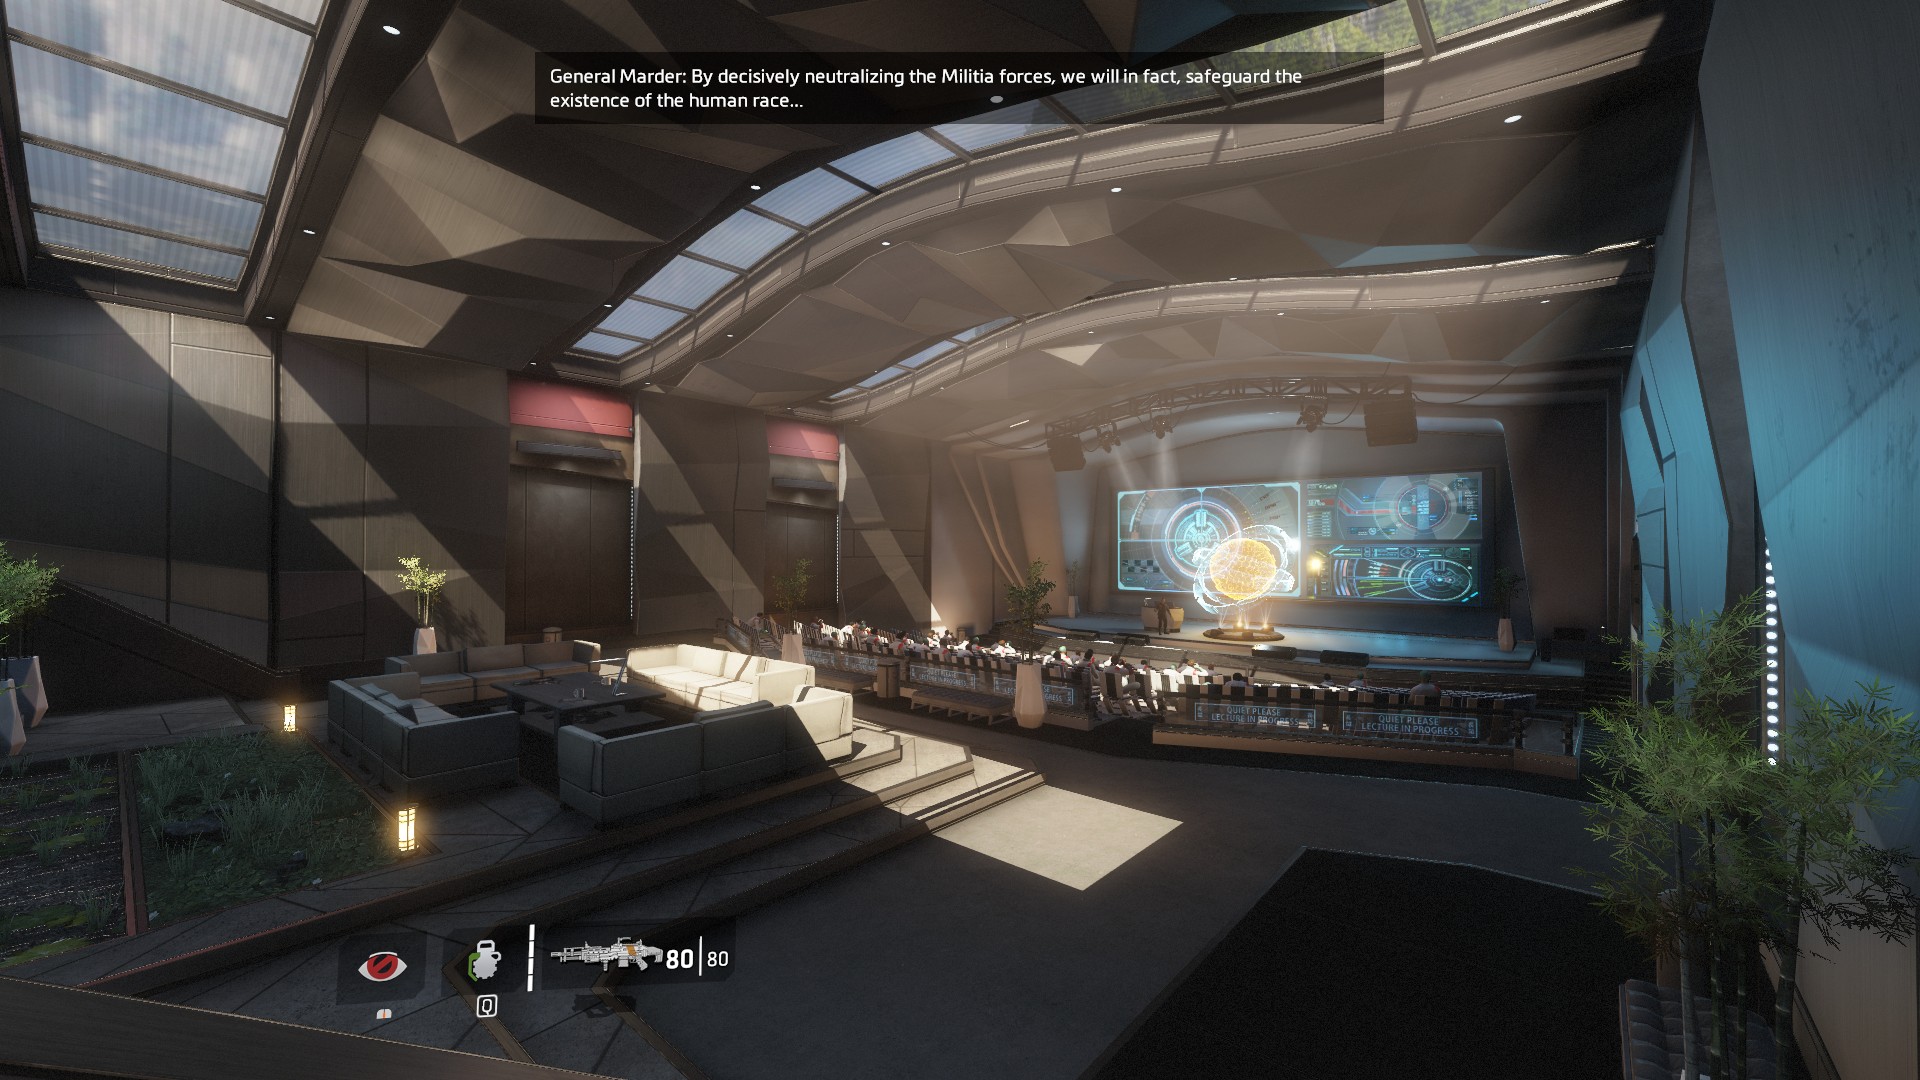 General Marder: By decisively neutralizing the Militia forces, we will in fact, safeguard the
existence of the human race...
QUIET PLEASE
LECTURE IN PROGRESS
QUIET PLEASE
LECTURE IN PROGRESS
80 80
Q